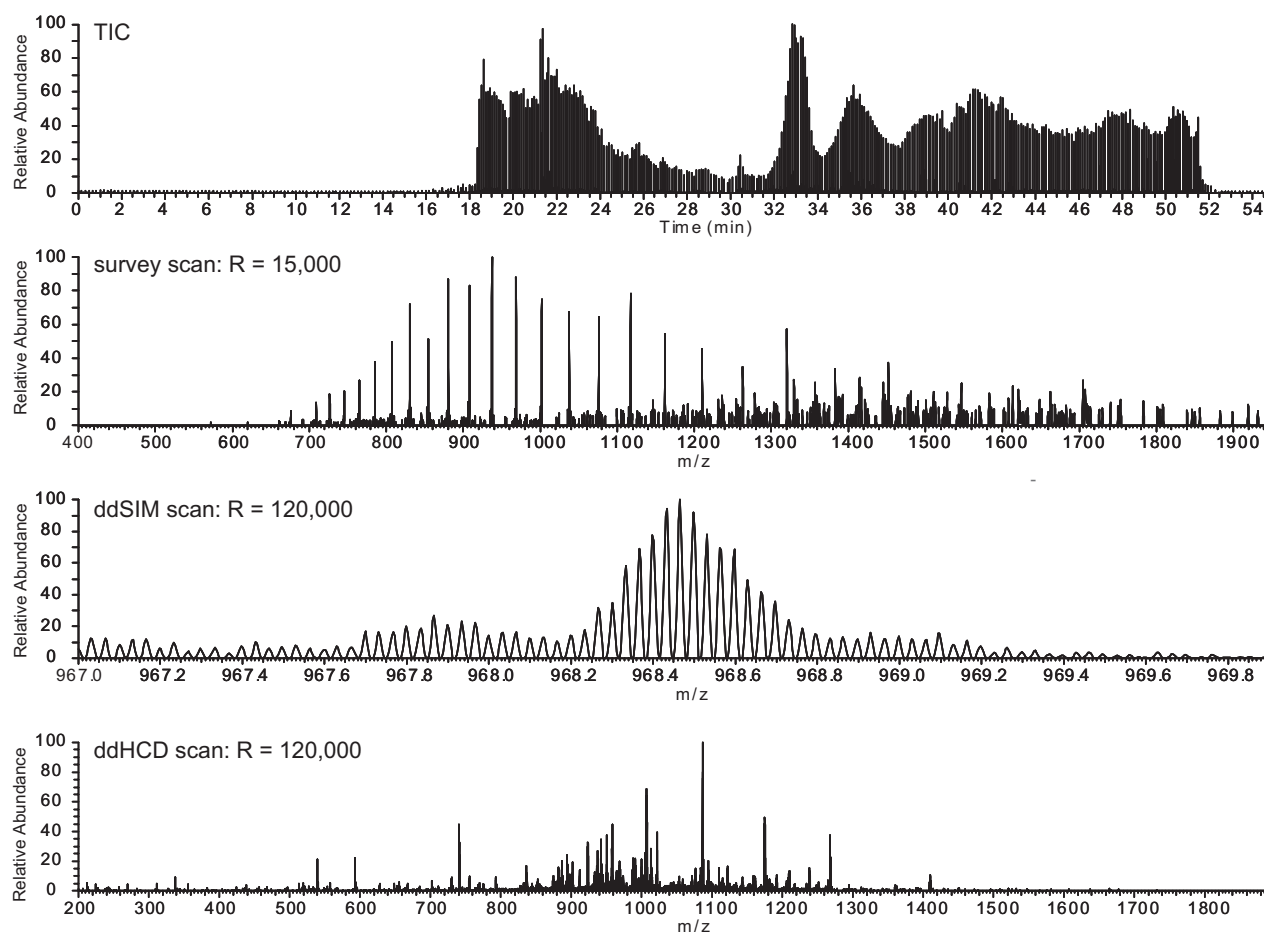 TIC
Relative Abundance
100
80
60
40
20
0
0 2 4 6 8 10 12 14 16 18 20 22 24 26 28 30 32 34 36 38 40 42 44 46 48 50 52 54
Time (min)
survey scan: R = 15,000
Relative Abundance
100
80
60
40
20
0
400 500 600 700 800 900 1000 1100 1200 1300 1400 1500 1600 1700 1800 1900
m/z
ddSIM scan: R = 120,000
Relative Abundance
100
80
60
40
20
0
967.0 967.2 967.4 967.6 967.8 968.0 968.2 968.4 968.6 968.8 969.0 969.2 969.4 969.6 969.8
m/z
ddHCD scan: R = 120,000
Relative Abundance
100
80
60
40
20
0
200 300 400 500 600 700 800 900 1000 1100 1200 1300 1400 1500 1600 1700 1800
m/z